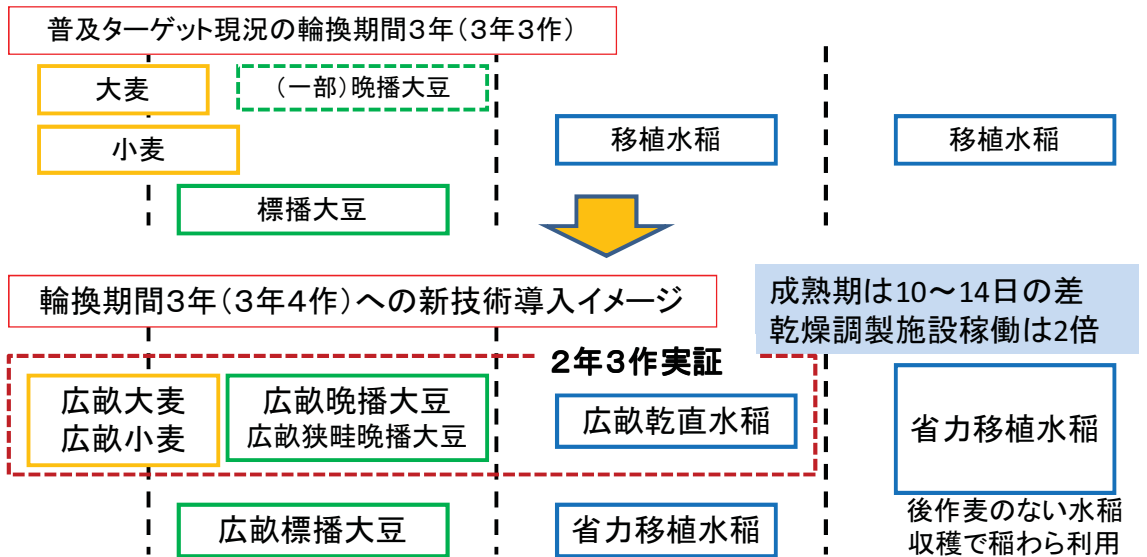 普及ターゲット現況の輪換期間3年(3年3作)
大麦
(一部)晩播大豆
小麦
移植水稲
移植水稲
標播大豆
輪換期間3年(3年4作)への新技術導入イメージ
成熟期は10～14日の差
乾燥調製施設稼働は2倍
2年3作実証
広畝大麦
広畝小麦
広畝晩播大豆
広畝狭畦晩播大豆
広畝乾直水稲
省力移植水稲
広畝標播大豆
省力移植水稲
後作麦のない水稲
収穫で稲わら利用